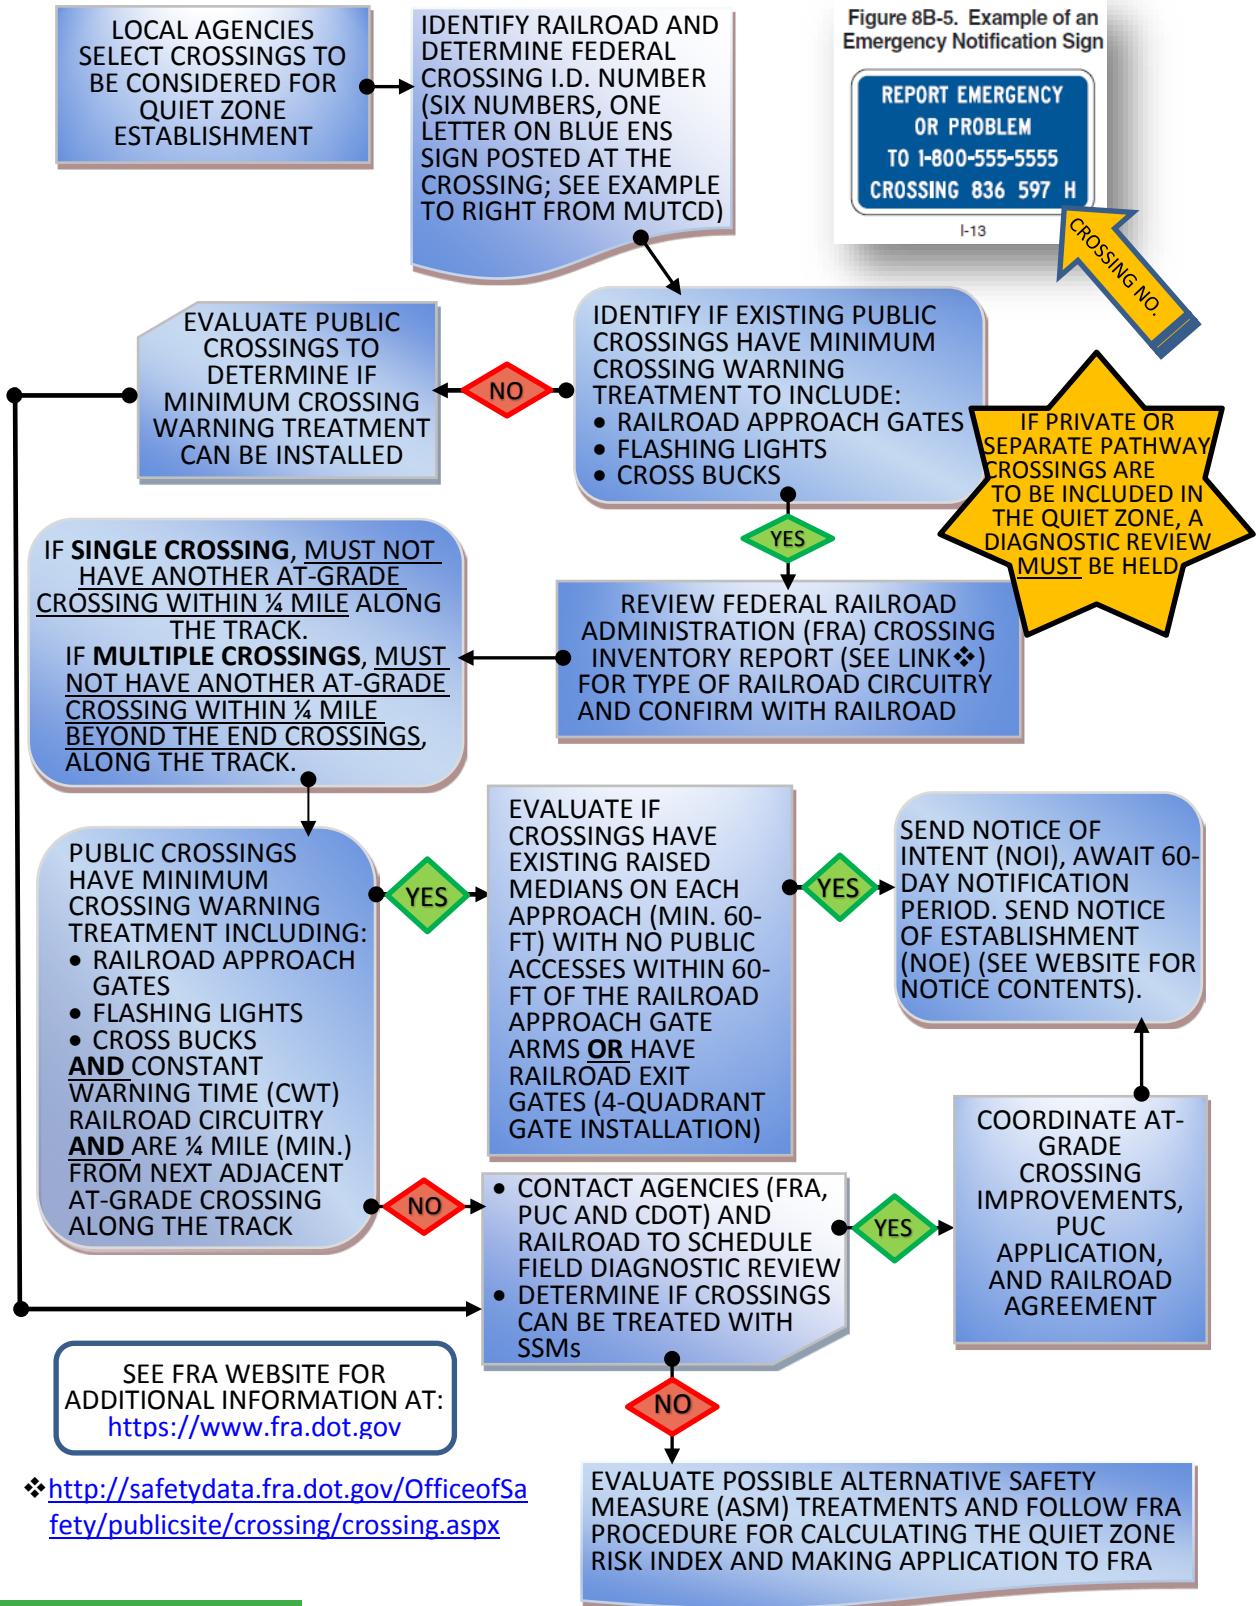 LOCAL AGENCIES
SELECT CROSSINGS TO
BE CONSIDERED FOR
QUIET ZONE
ESTABLISHMENT
IDENTIFY RAILROAD AND
DETERMINE FEDERAL
CROSSING I.D. NUMBER
(SIX NUMBERS, ONE
LETTER ON BLUE ENS
SIGN POSTED AT THE
CROSSING; SEE EXAMPLE
TO RIGHT FROM MUTCD)
Figure 8B-5. Example of an
Emergency Notification Sign
REPORT EMERGENCY
OR PROBLEM
TO 1-800-555-5555
CROSSING 836 597 H
I-13
CROSSING NO.
EVALUATE PUBLIC
CROSSINGS TO
DETERMINE IF
MINIMUM CROSSING
WARNING TREATMENT
CAN BE INSTALLED
NO
IDENTIFY IF EXISTING PUBLIC
CROSSINGS HAVE MINIMUM
CROSSING WARNING
TREATMENT TO INCLUDE:
• RAILROAD APPROACH GATES
• FLASHING LIGHTS
• CROSS BUCKS
IF PRIVATE OR
SEPARATE PATHWAY
CROSSINGS ARE
TO BE INCLUDED IN
THE QUIET ZONE, A
DIAGNOSTIC REVIEW
MUST BE HELD
YES
IF SINGLE CROSSING, MUST NOT
HAVE ANOTHER AT-GRADE
CROSSING WITHIN ¼ MILE ALONG
THE TRACK.
IF MULTIPLE CROSSINGS, MUST
NOT HAVE ANOTHER AT-GRADE
CROSSING WITHIN ¼ MILE
BEYOND THE END CROSSINGS,
ALONG THE TRACK.
REVIEW FEDERAL RAILROAD
ADMINISTRATION (FRA) CROSSING
INVENTORY REPORT (SEE LINK❖)
FOR TYPE OF RAILROAD CIRCUITRY
AND CONFIRM WITH RAILROAD
PUBLIC CROSSINGS
HAVE MINIMUM
CROSSING WARNING
TREATMENT INCLUDING:
• RAILROAD APPROACH
GATES
• FLASHING LIGHTS
• CROSS BUCKS
AND CONSTANT
WARNING TIME (CWT)
RAILROAD CIRCUITRY
AND ARE ¼ MILE (MIN.)
FROM NEXT ADJACENT
AT-GRADE CROSSING
ALONG THE TRACK
YES
EVALUATE IF
CROSSINGS HAVE
EXISTING RAISED
MEDIANS ON EACH
APPROACH (MIN. 60-
FT) WITH NO PUBLIC
ACCESSES WITHIN 60-
FT OF THE RAILROAD
APPROACH GATE
ARMS OR HAVE
RAILROAD EXIT
GATES (4-QUADRANT
GATE INSTALLATION)
YES
SEND NOTICE OF
INTENT (NOI), AWAIT 60-
DAY NOTIFICATION
PERIOD. SEND NOTICE
OF ESTABLISHMENT
(NOE) (SEE WEBSITE FOR
NOTICE CONTENTS).
NO
• CONTACT AGENCIES (FRA,
PUC AND CDOT) AND
RAILROAD TO SCHEDULE
FIELD DIAGNOSTIC REVIEW
• DETERMINE IF CROSSINGS
CAN BE TREATED WITH
SSMs
YES
COORDINATE AT-
GRADE
CROSSING
IMPROVEMENTS,
PUC
APPLICATION,
AND RAILROAD
AGREEMENT
SEE FRA WEBSITE FOR
ADDITIONAL INFORMATION AT:
https://www.fra.dot.gov
NO
❖http://safetydata.fra.dot.gov/OfficeofSa
fety/publicsite/crossing/crossing.aspx
EVALUATE POSSIBLE ALTERNATIVE SAFETY
MEASURE (ASM) TREATMENTS AND FOLLOW FRA
PROCEDURE FOR CALCULATING THE QUIET ZONE
RISK INDEX AND MAKING APPLICATION TO FRA